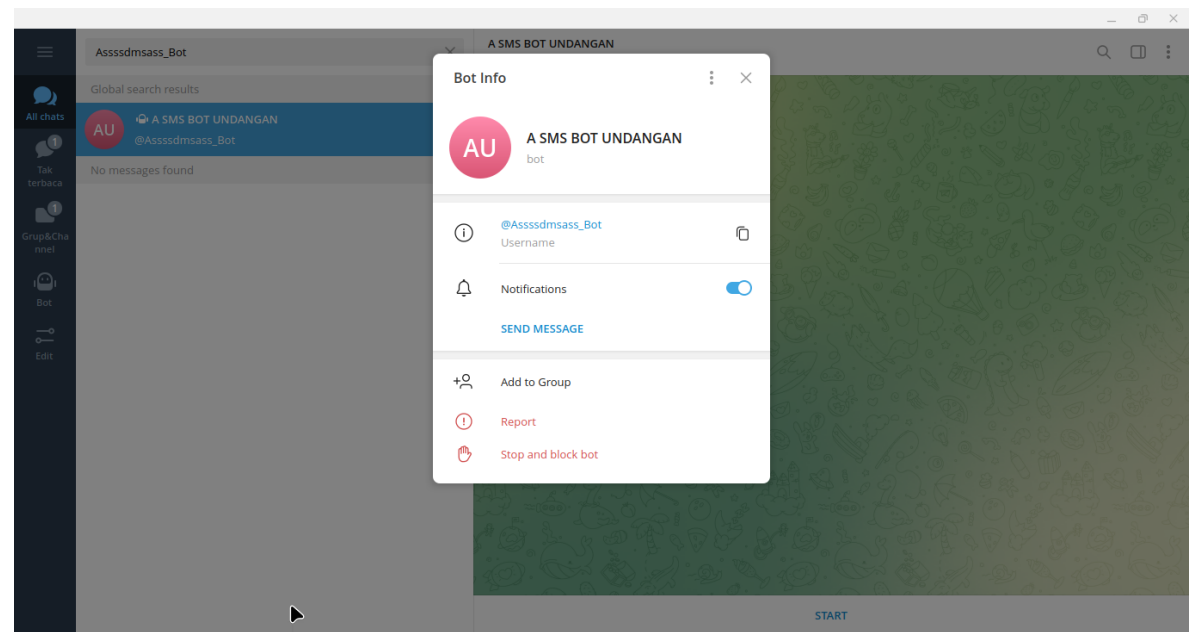 Assssdmsass_Bot
A SMS BOT UNDANGAN
Global search results
All chats
AU
A SMS BOT UNDANGAN
@Assssdmsass_Bot
No messages found
1
Tak
terbaca
1
Grup&Cha
nnel
Bot
Edit
Bot Info
AU
A SMS BOT UNDANGAN
bot
@Assssdmsass_Bot
Username
Notifications
SEND MESSAGE
Add to Group
Report
Stop and block bot
START